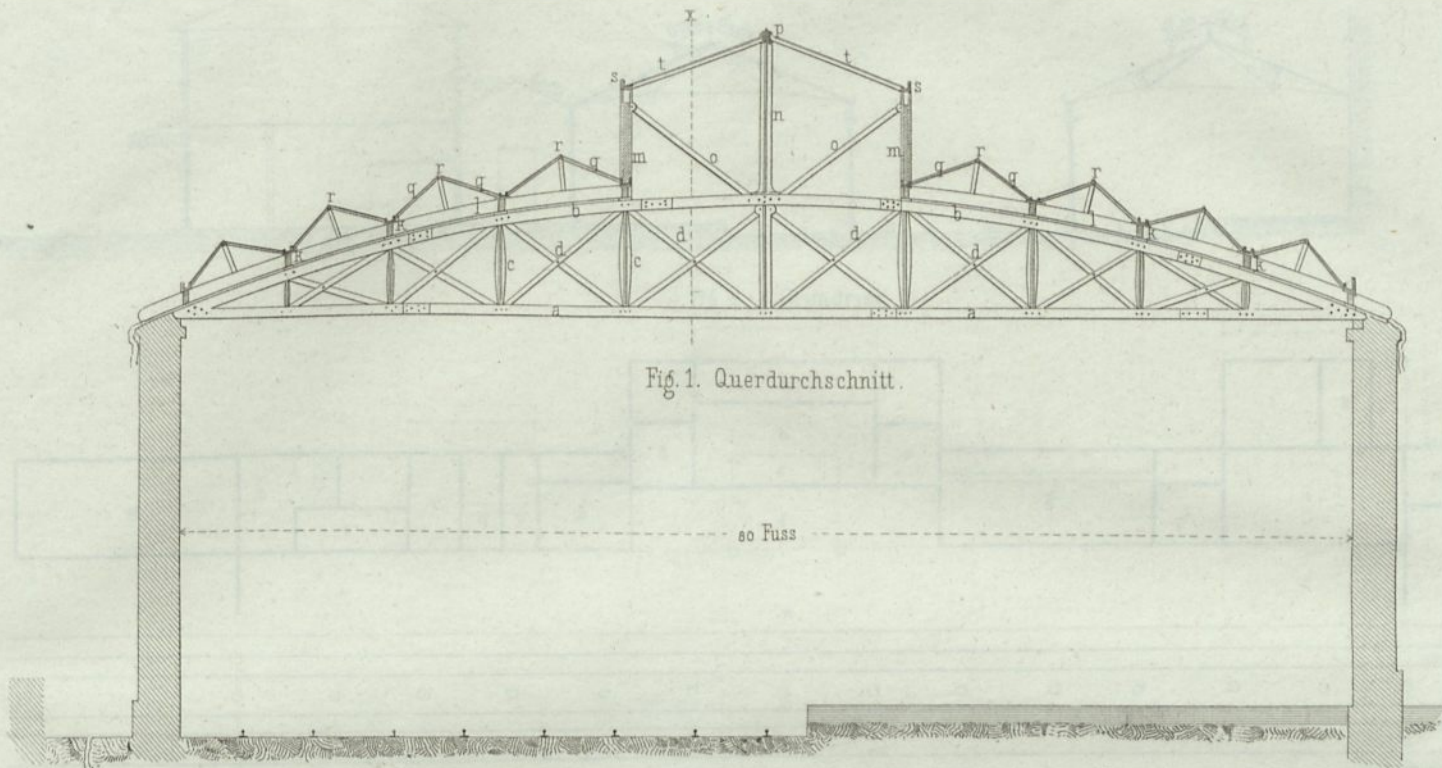 x
p
t t
s s
n
r r
q q
m o o m
r r
q g g l r
l b b
k k
k d d d d k
c c
a a
Fig. 1. Querdurchschnitt.
80 Fuss